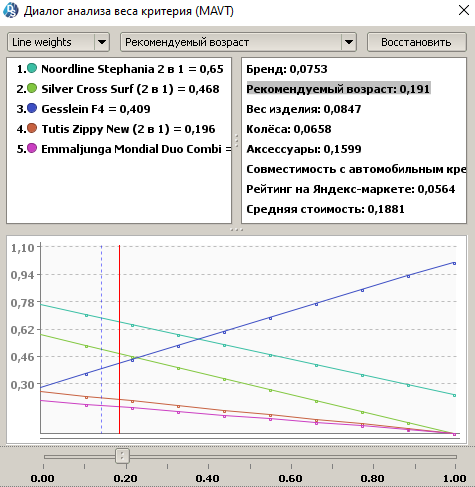 Диалог анализа веса критерия (MAVT)
Line weights
Рекомендуемый возраст
Восстановить
1. Noordline Stephania 2 в 1 = 0,65
2. Silver Cross Surf (2 в 1) = 0,468
3. Gesslein F4 = 0,409
4. Tutis Zippy New (2 в 1) = 0,196
5. Emmaljunga Mondial Duo Combi =
Бренд: 0,0753
Рекомендуемый возраст: 0,191
Вес изделия: 0,0847
Колёса: 0,0658
Аксессуары: 0,1599
Совместимость с автомобильным кре
Рейтинг на Яндекс-маркете: 0,0564
Средняя стоимость: 0,1881
1,10
0,94
0,78
0,62
0,46
0,30
0.00
0.20
0.40
0.60
0.80
1.00